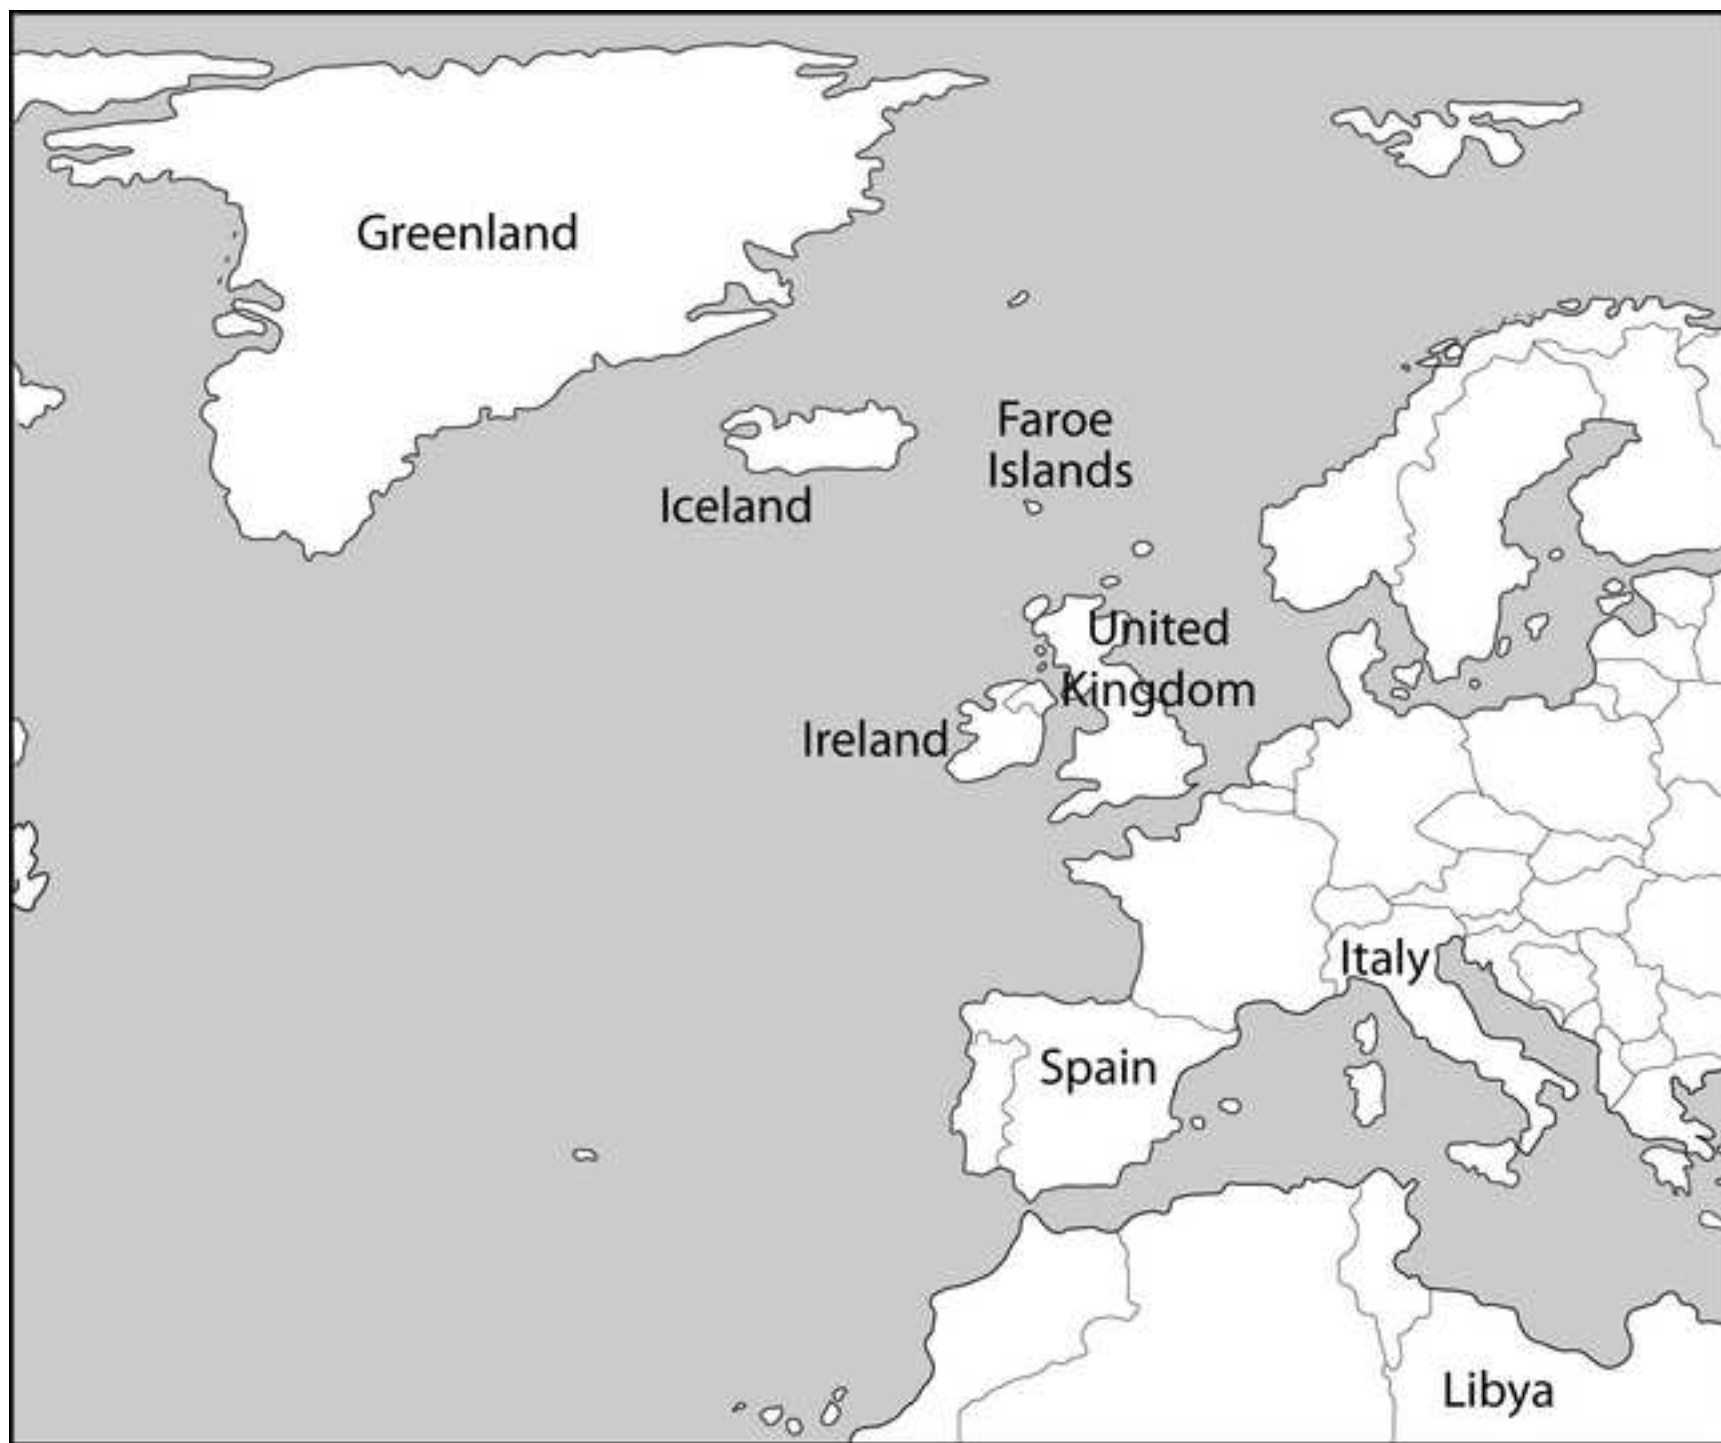 Greenland
Faroe
Islands
Iceland
United
Kingdom
Ireland
Italy
Spain
Libya